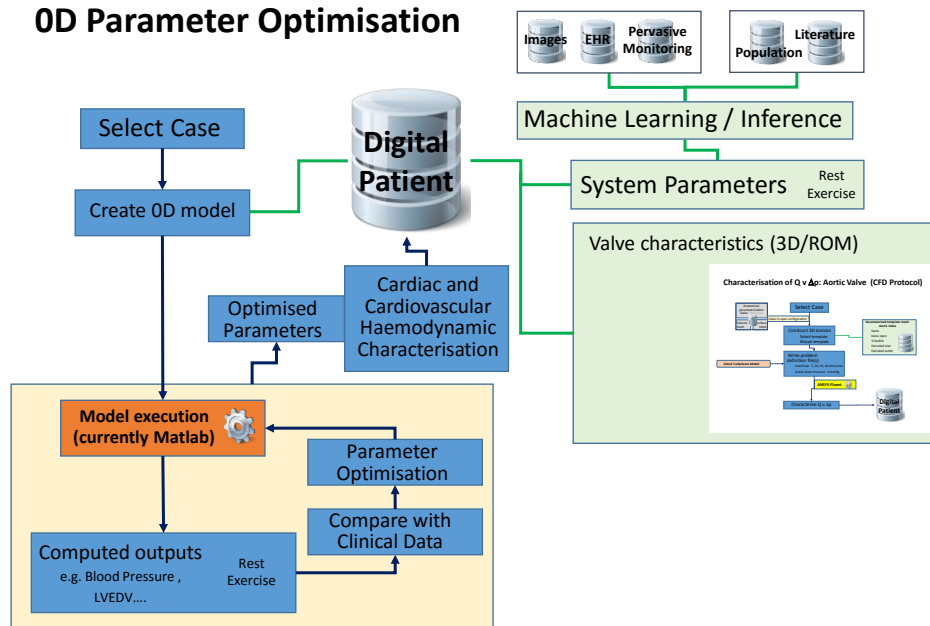 0D Parameter Optimisation
Images
EHR
Pervasive
Monitoring
Population
Literature
Select Case
Digital
Patient
Machine Learning / Inference
System Parameters
Rest
Exercise
Create 0D model
Valve characteristics (3D/ROM)
Characterisation of Q v Δp: Aortic Valve (CFD Protocol)
Select Case
Construct 3D domain
Select template
Morph template
Write problem
definition file(s)
Select Turbulence Model
ANSYS Fluent
Characterise Q v Δp
Digital
Patient
Optimised
Parameters
Cardiac and
Cardiovascular
Haemodynamic
Characterisation
Model execution
(currently Matlab)
Parameter
Optimisation
Compare with
Clinical Data
Computed outputs
e.g. Blood Pressure ,
LVEDV....
Rest
Exercise